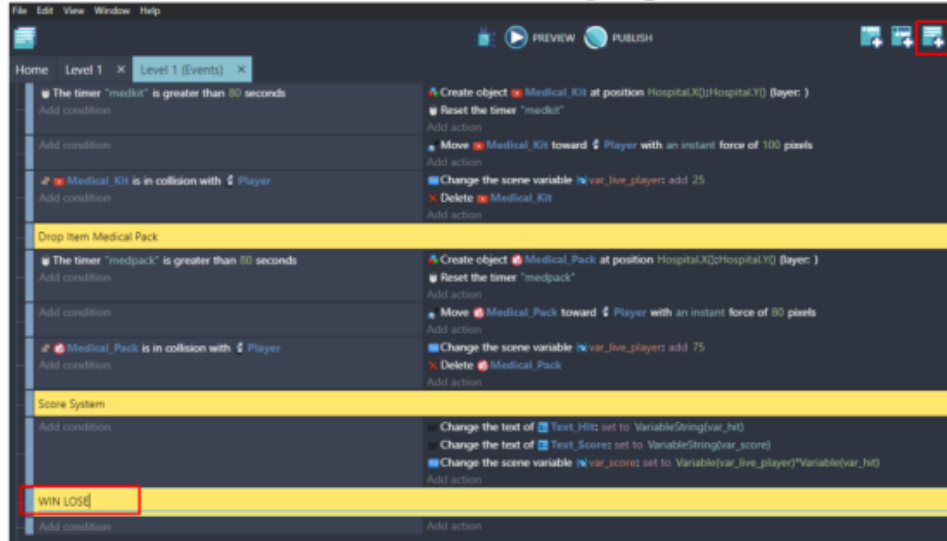 File Edit View Window Help
PREVIEW PUBLISH
Home Level 1 × Level 1 (Events) ×
The timer "medkit" is greater than 80 seconds
Add condition
Create object Medical_Kit at position Hospital.X();Hospital.Y() (layer: )
Reset the timer "medkit"
Add action
Add condition
Move Medical_Kit toward Player with an instant force of 100 pixels
Add action
Medical_Kit is in collision with Player
Add condition
Change the scene variable var_live_player: add 25
Delete Medical_Kit
Add action
Drop Item Medical Pack
The timer "medpack" is greater than 80 seconds
Add condition
Create object Medical_Pack at position Hospital.X();Hospital.Y() (layer: )
Reset the timer "medpack"
Add action
Add condition
Move Medical_Pack toward Player with an instant force of 80 pixels
Add action
Medical_Pack is in collision with Player
Add condition
Change the scene variable var_live_player: add 75
Delete Medical_Pack
Add action
Score System
Add condition
Change the text of Text_Hit: set to VariableString(var_hit)
Change the text of Text_Score: set to VariableString(var_score)
Change the scene variable var_score: set to Variable(var_live_player)*Variable(var_hit)
Add action
WIN LOSE
Add condition
Add action